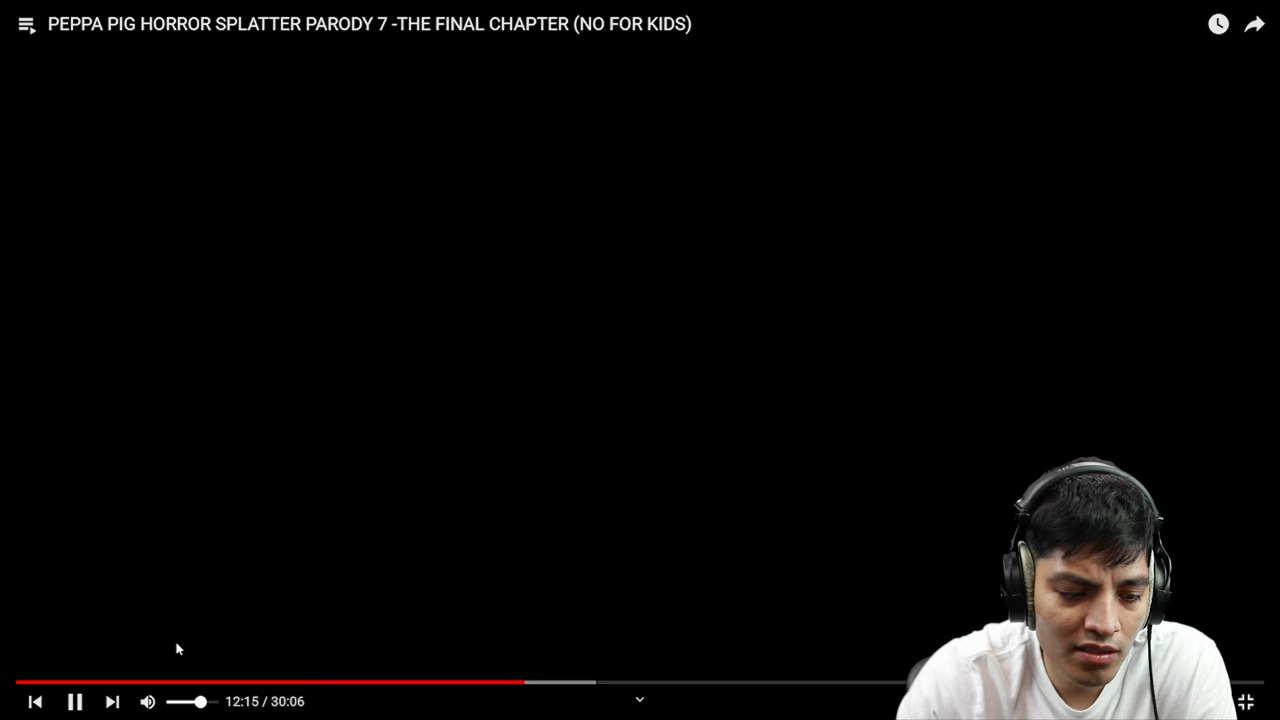 PEPPA PIG HORROR SPLATTER PARODY 7 -THE FINAL CHAPTER (NO FOR KIDS)
12:15 / 30:06